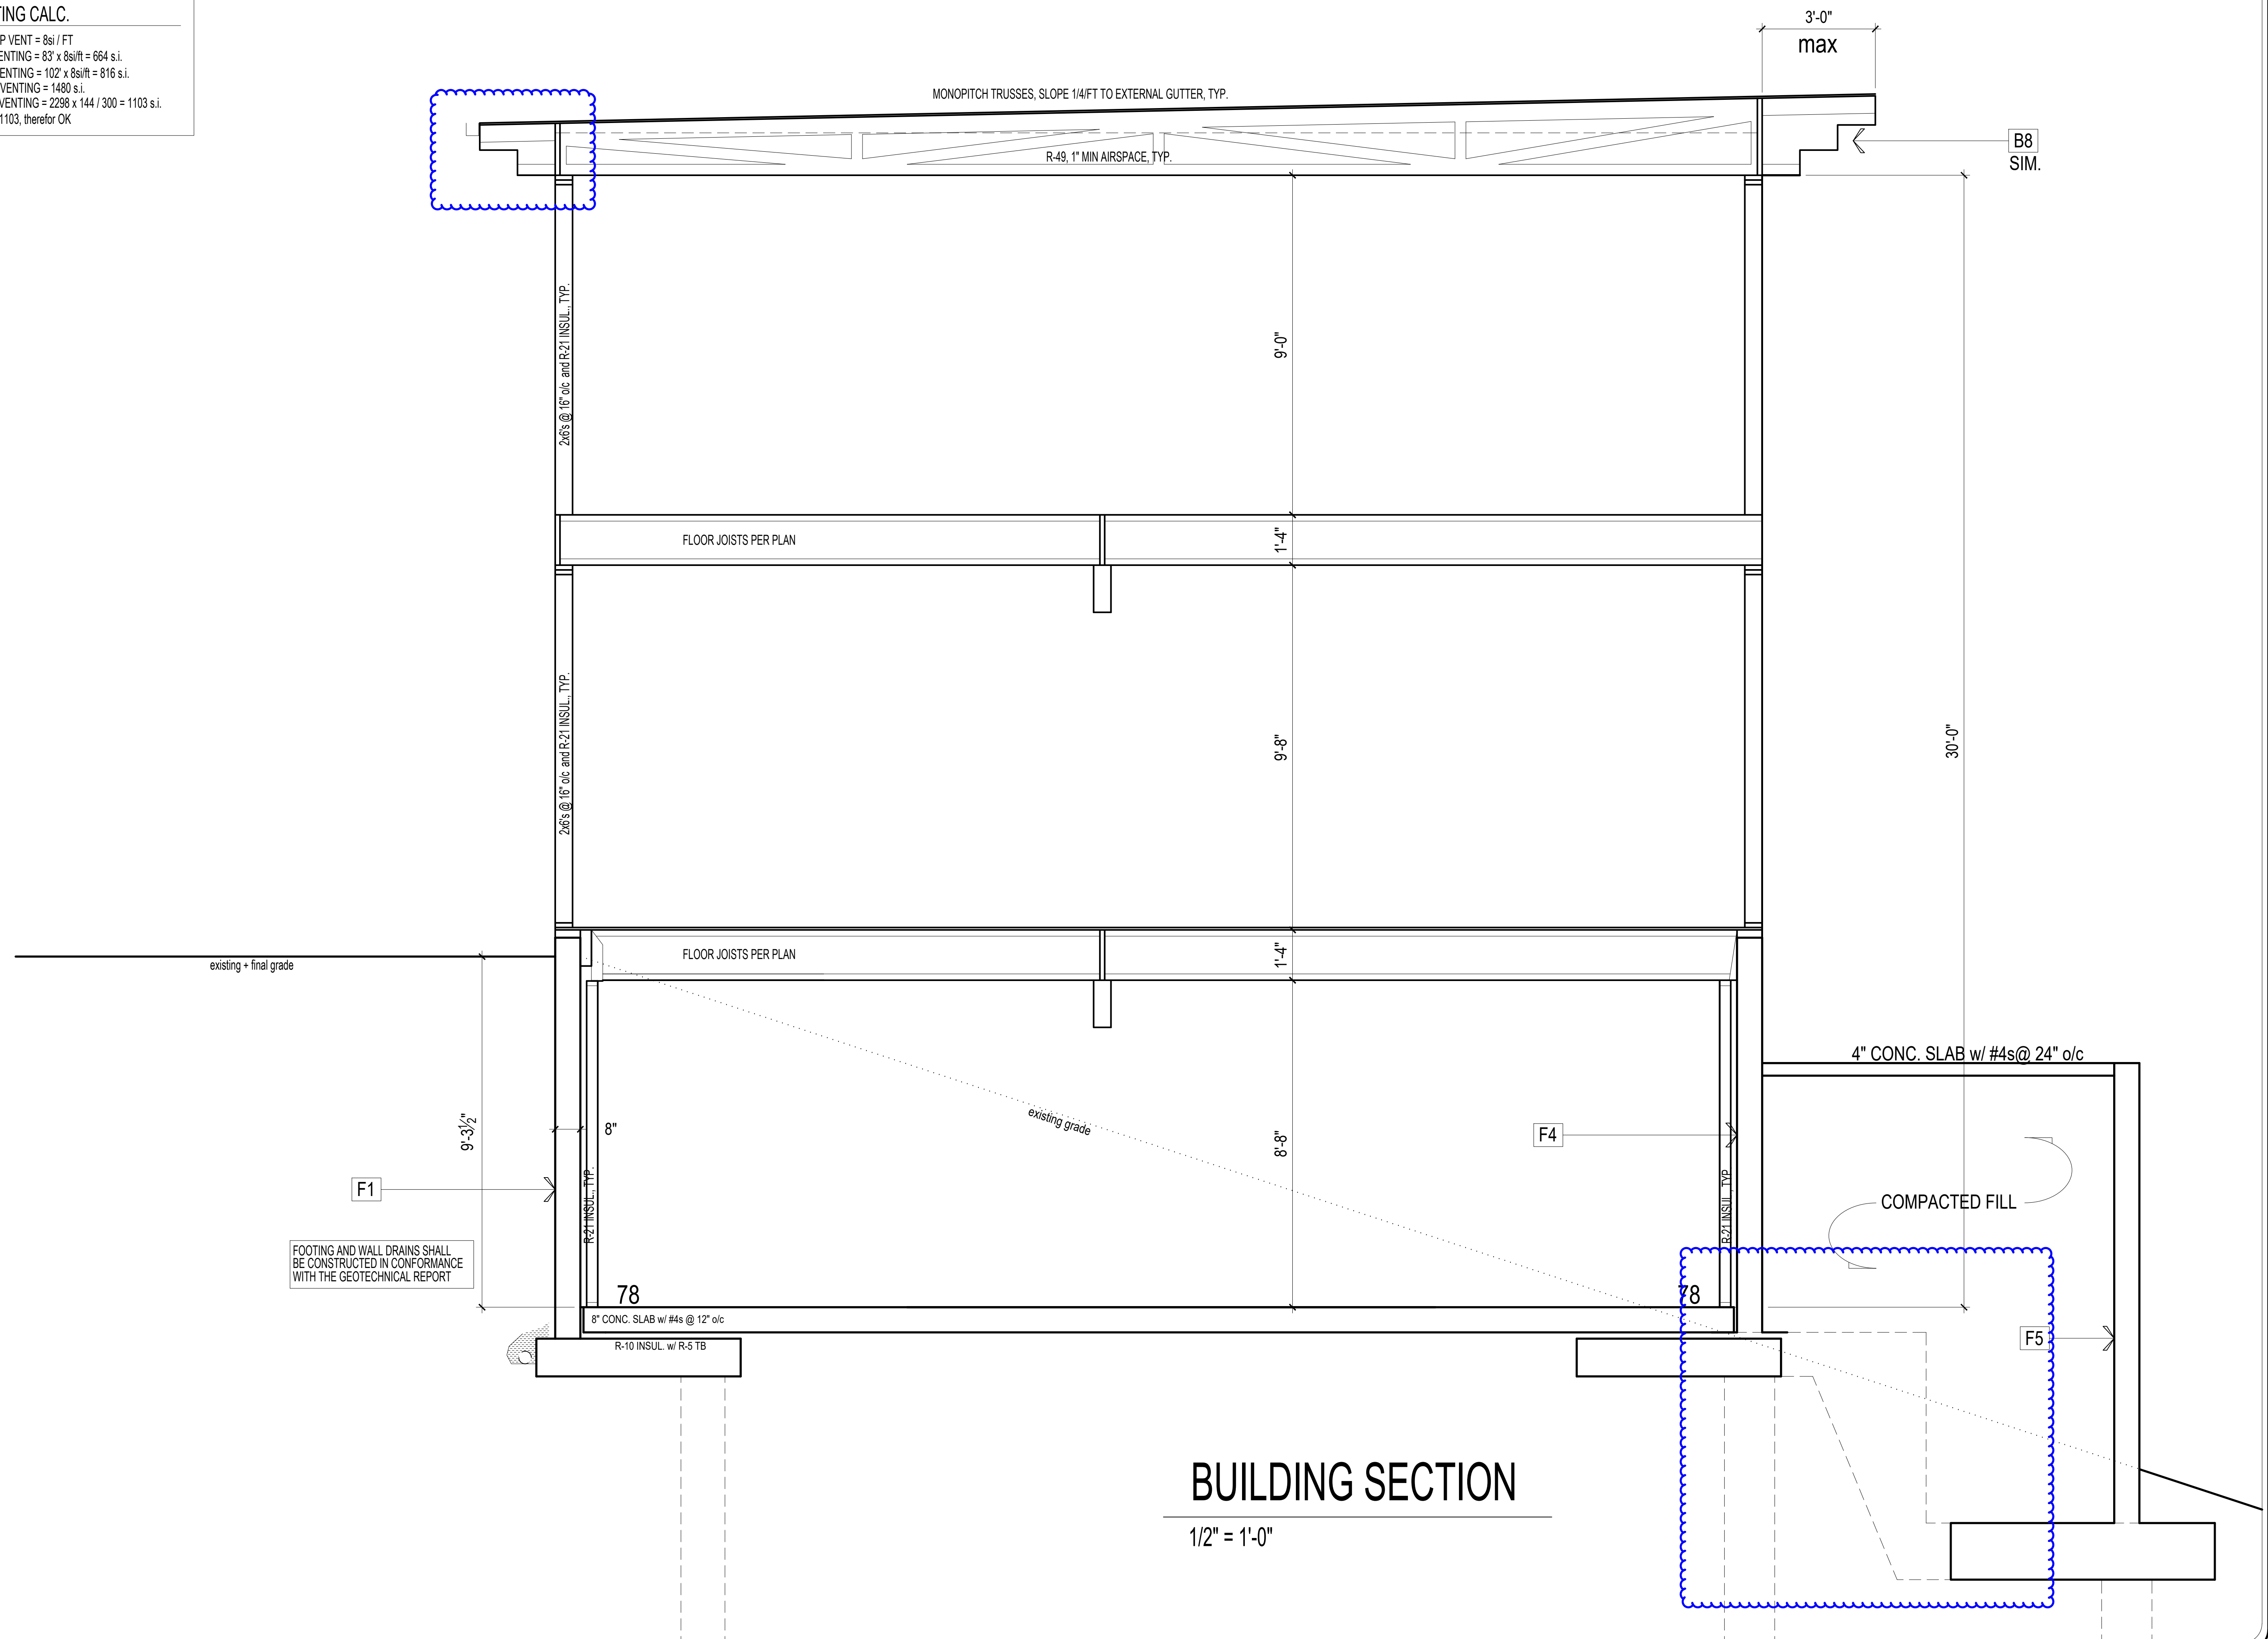 TING CALC.
P VENT = 8si / FT
ENTING = 83' x 8si/ft = 664 s.i.
ENTING = 102' x 8si/ft = 816 s.i.
VENTING = 1480 s.i.
VENTING = 2298 x 144 / 300 = 1103 s.i.
1103, therefor OK
3'-0"
max
MONOPITCH TRUSSES, SLOPE 1/4/FT TO EXTERNAL GUTTER, TYP.
R-49, 1" MIN AIRSPACE, TYP.
B8
SIM.
2x6's @ 16" o/c and R-21 INSUL., TYP.
9'-0"
FLOOR JOISTS PER PLAN
1'-4"
2x6's @ 16" o/c and R-21 INSUL., TYP.
9'-8"
30'-0"
existing + final grade
FLOOR JOISTS PER PLAN
1'-4"
4" CONC. SLAB w/ #4s@ 24" o/c
9'-3½"
8"
existing grade
8'-8"
F4
F1
R-21 INSUL., TYP.
R-21 INSUL., TYP.
COMPACTED FILL
FOOTING AND WALL DRAINS SHALL
BE CONSTRUCTED IN CONFORMANCE
WITH THE GEOTECHNICAL REPORT
78
78
8" CONC. SLAB w/ #4s @ 12" o/c
R-10 INSUL. w/ R-5 TB
F5
BUILDING SECTION
1/2" = 1'-0"